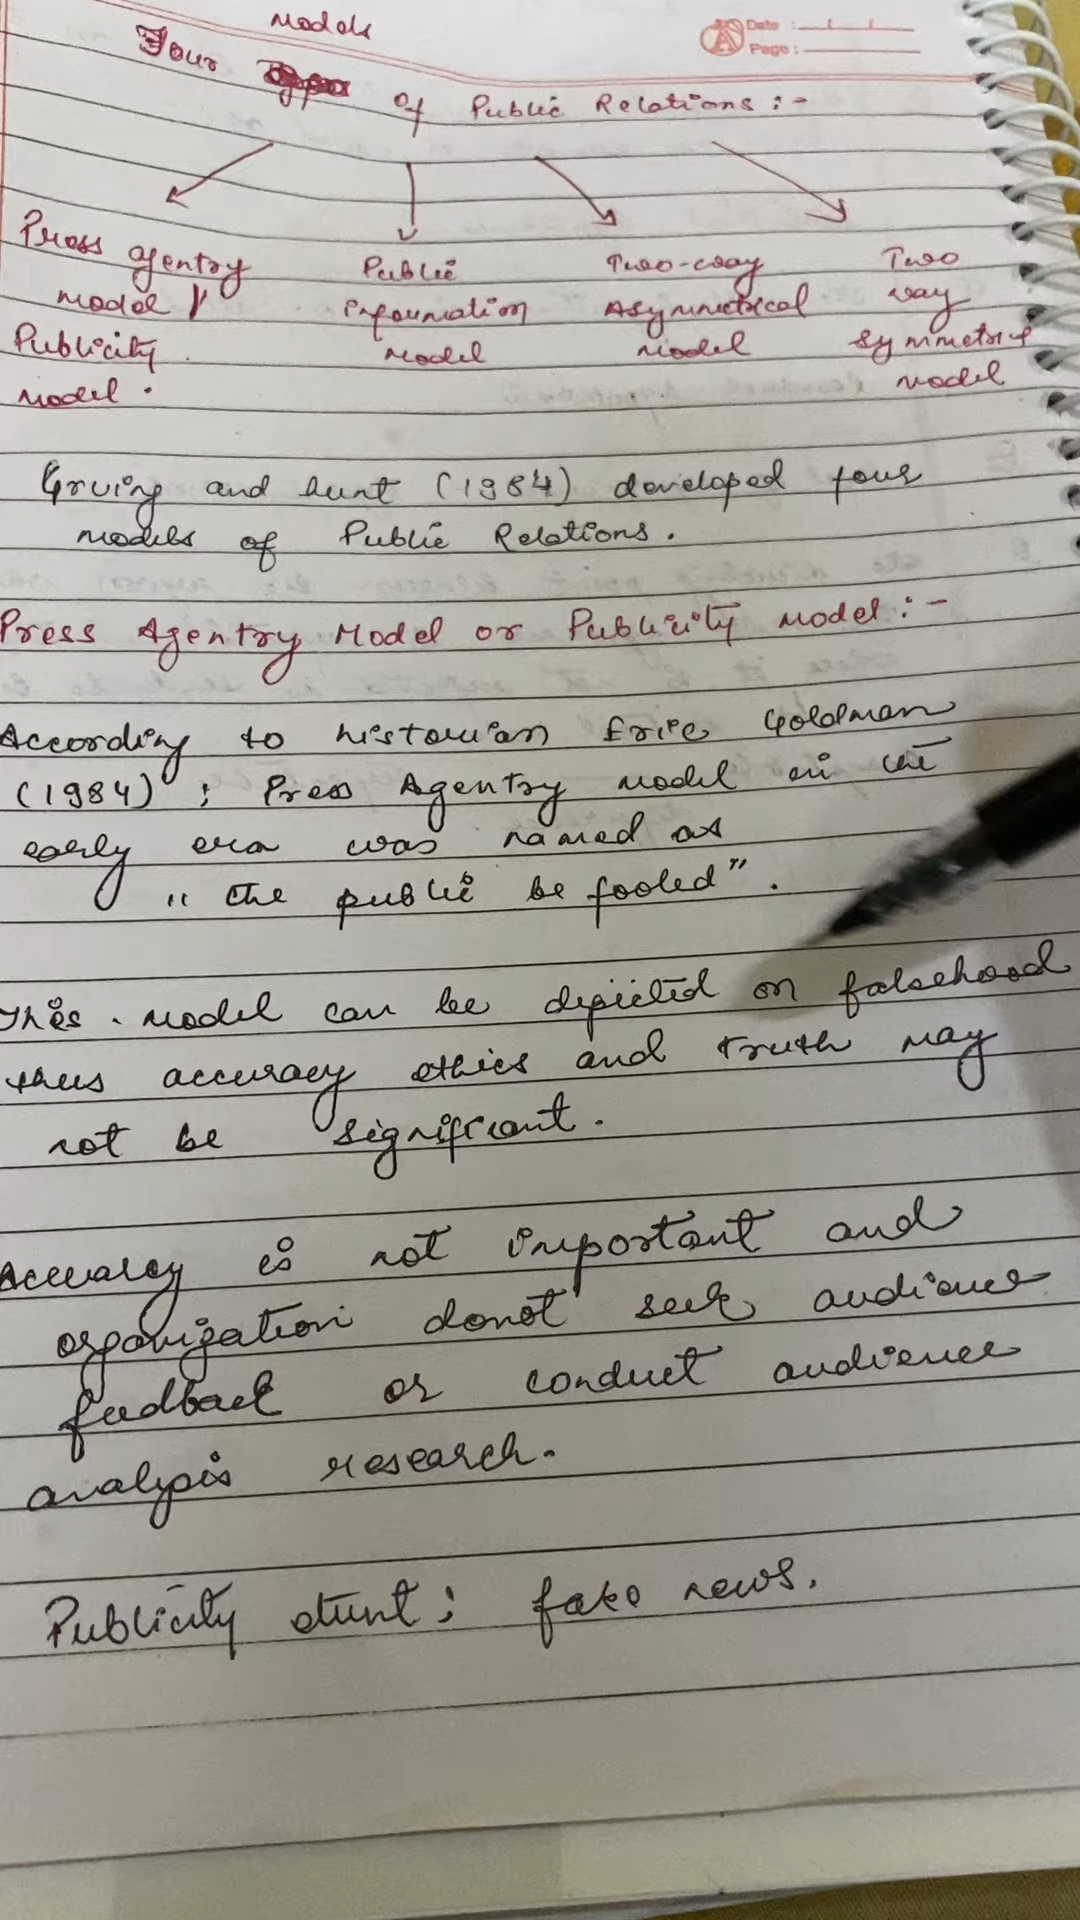 Models
Four of Public Relations :-
Date :
Page :
Press Agentry
Model /
Publicity
Model .
Public
Information
Model
Two-way
Asymmetrical
Model
Two
way
Symmetric
Model
Gruing and hunt (1984) developed four
models of Public Relations.
Press Agentry Model or Publicity Model :-
According to historian Eric Goldman
(1984) ; Press Agentry Model in the
early era was named as
" the public be fooled" .
This . Model can be depicted on falsehood
thus accuracy ethics and truth may
not be significant .
Accuracy is not important and
organization donot seek audience
feedback or conduct audience
analysis research .
Publicity stunt : fake news .